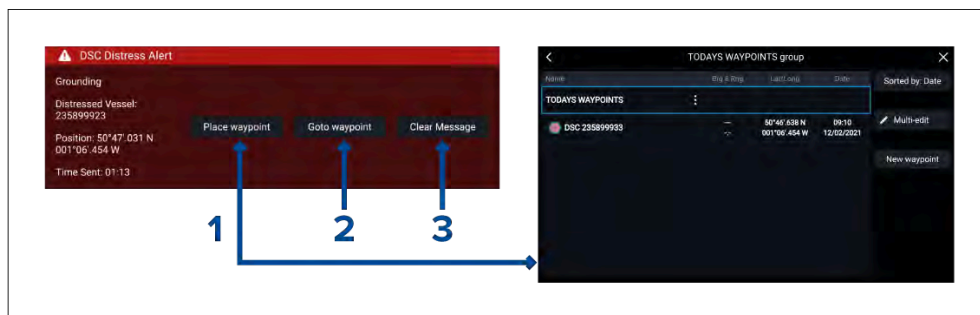 DSC Distress Alert
Grounding
Distressed Vessel:
235899923
Position: 50°47'.031 N
001°06'.454 W
Time Sent: 01:13
Place waypoint
Goto waypoint
Clear Message
1
2
3
TODAYS WAYPOINTS group
Name Brg & Rng Lat/Long Date
Sorted by: Date
TODAYS WAYPOINTS
DSC 235899933 50°46'.638 N 09:10
--- 001°06'.454 W 12/02/2021
Multi-edit
New waypoint